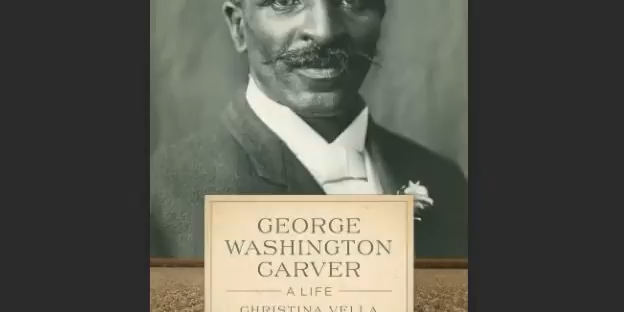 GEORGE
WASHINGTON
CARVER
A LIFE
CHRISTINA VELLA